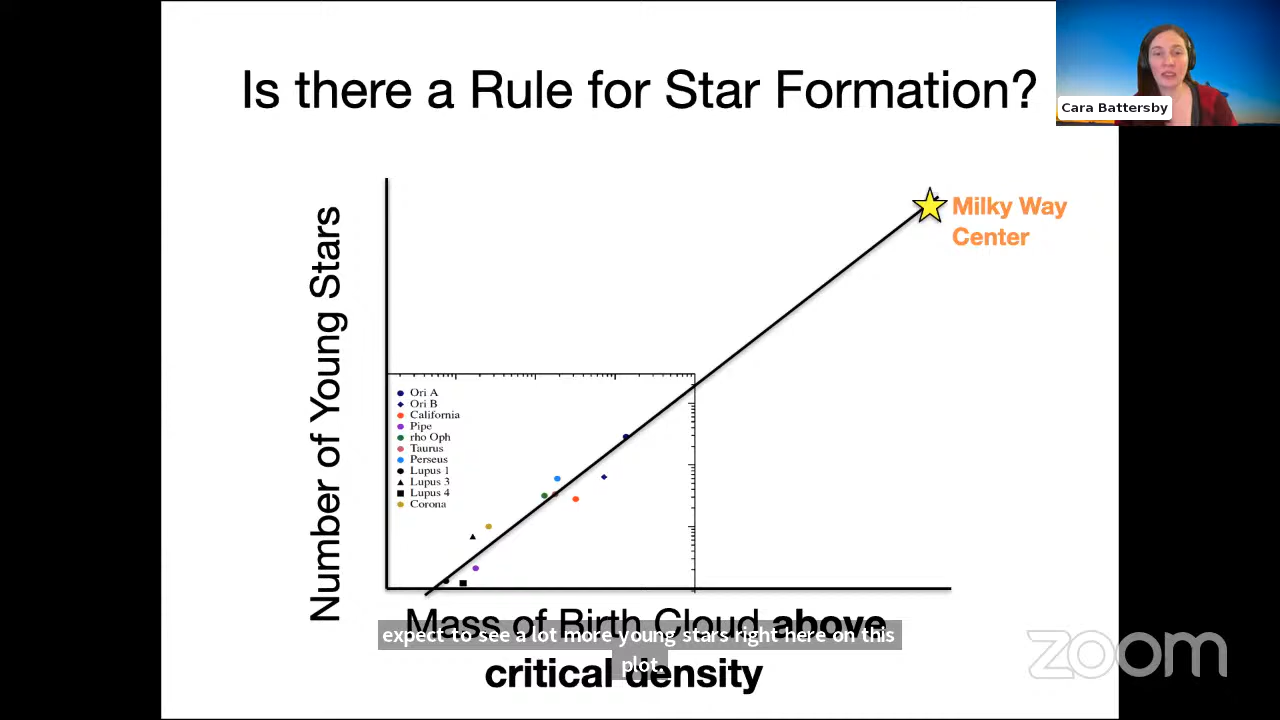 Is there a Rule for Star Formation?
Cara Battersby
Number of Young Stars
Milky Way
Center
Ori A
Ori B
California
Pipe
rho Oph
Taurus
Perseus
Lupus 1
Lupus 3
Lupus 4
Corona
Mass of Birth Cloud above
critical density
expect to see a lot more young stars right here on this
plot.
zoom